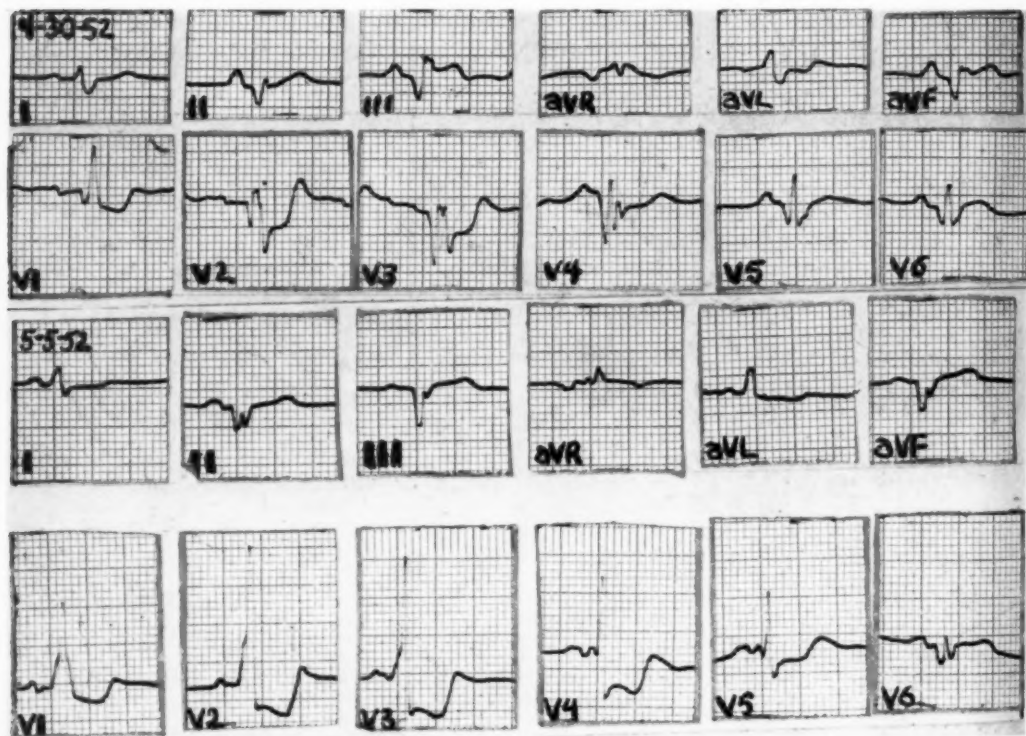 4-30-52
I II III aVR aVL aVF
V1 V2 V3 V4 V5 V6
5-5-52
I II III aVR aVL aVF
V1 V2 V3 V4 V5 V6